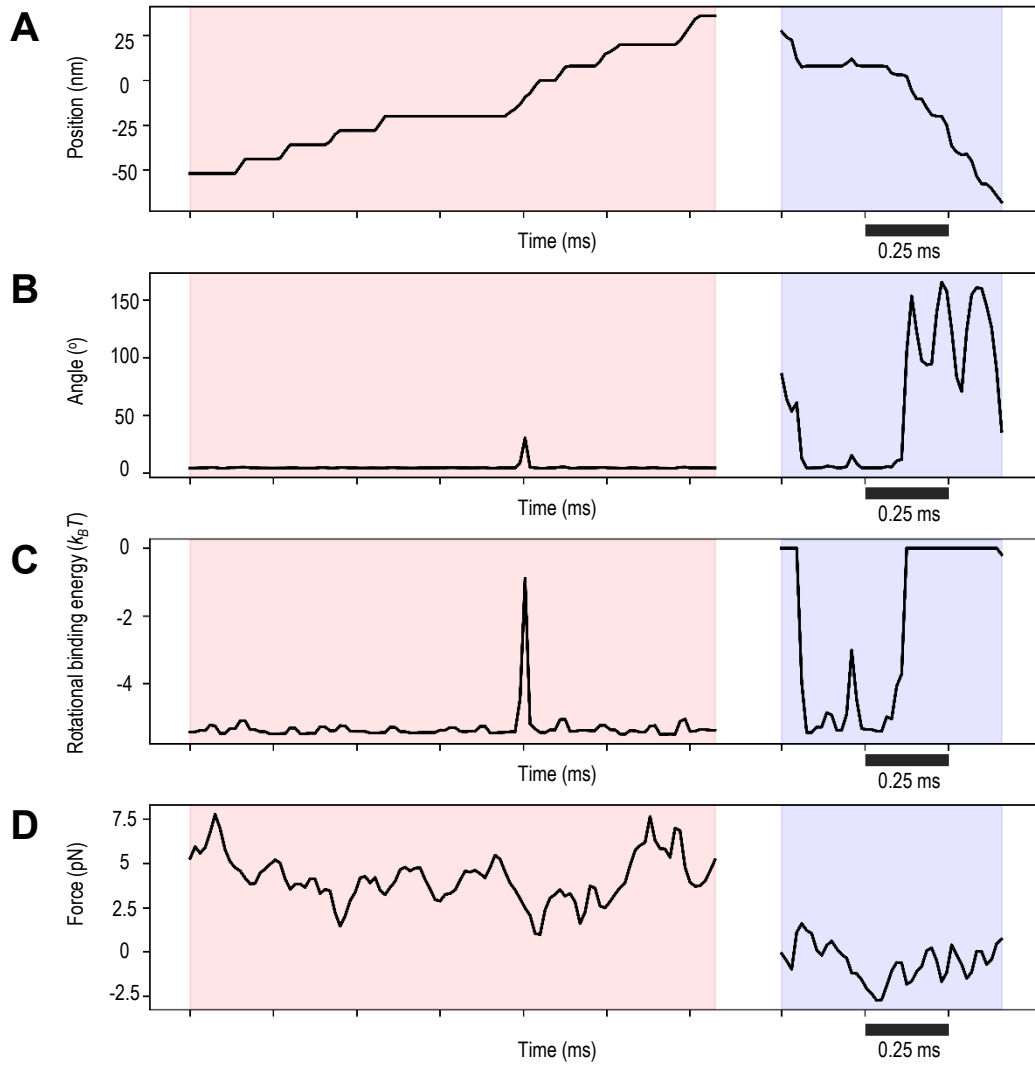 A
Position (nm)
25
0
-25
-50
Time (ms)
0.25 ms
B
Angle (º)
150
100
50
0
Time (ms)
0.25 ms
C
Rotational binding energy (kBT)
0
-2
-4
Time (ms)
0.25 ms
D
Force (pN)
7.5
5
2.5
0
-2.5
Time (ms)
0.25 ms